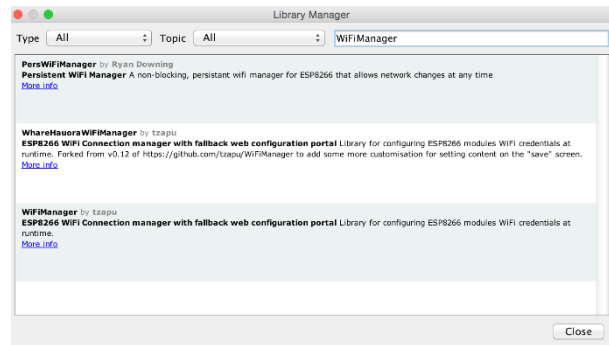 Library Manager
Type All Topic All WiFiManager
PersWiFiManager by Ryan Downing
Persistent WiFi Manager A non-blocking, persistant wifi manager for ESP8266 that allows network changes at any time
More info
WhareHauoraWiFiManager by tzapu
ESP8266 WiFi Connection manager with fallback web configuration portal Library for configuring ESP8266 modules WiFi credentials at
runtime. Forked from v0.12 of https://github.com/tzapu/WiFiManager to add some more customisation for setting content on the "save" screen.
More info
WiFiManager by tzapu
ESP8266 WiFi Connection manager with fallback web configuration portal Library for configuring ESP8266 modules WiFi credentials at
runtime.
More info
Close